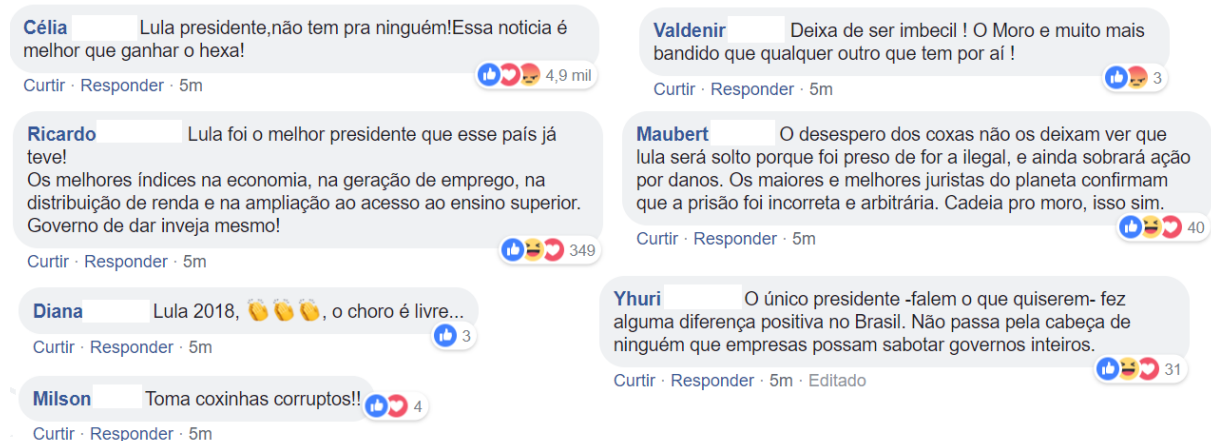 Célia Lula presidente,não tem pra ninguém!Essa noticia é
melhor que ganhar o hexa!
4,9 mil
Curtir · Responder · 5m
Ricardo Lula foi o melhor presidente que esse país já
teve!
Os melhores índices na economia, na geração de emprego, na
distribuição de renda e na ampliação ao acesso ao ensino superior.
Governo de dar inveja mesmo!
349
Curtir · Responder · 5m
Diana Lula 2018, 👏👏👏, o choro é livre...
3
Curtir · Responder · 5m
Milson Toma coxinhas corruptos!!
4
Curtir · Responder · 5m
Valdenir Deixa de ser imbecil ! O Moro e muito mais
bandido que qualquer outro que tem por aí !
3
Curtir · Responder · 5m
Maubert O desespero dos coxas não os deixam ver que
lula será solto porque foi preso de for a ilegal, e ainda sobrará ação
por danos. Os maiores e melhores juristas do planeta confirmam
que a prisão foi incorreta e arbitrária. Cadeia pro moro, isso sim.
40
Curtir · Responder · 5m
Yhuri O único presidente -falem o que quiserem- fez
alguma diferença positiva no Brasil. Não passa pela cabeça de
ninguém que empresas possam sabotar governos inteiros.
31
Curtir · Responder · 5m · Editado